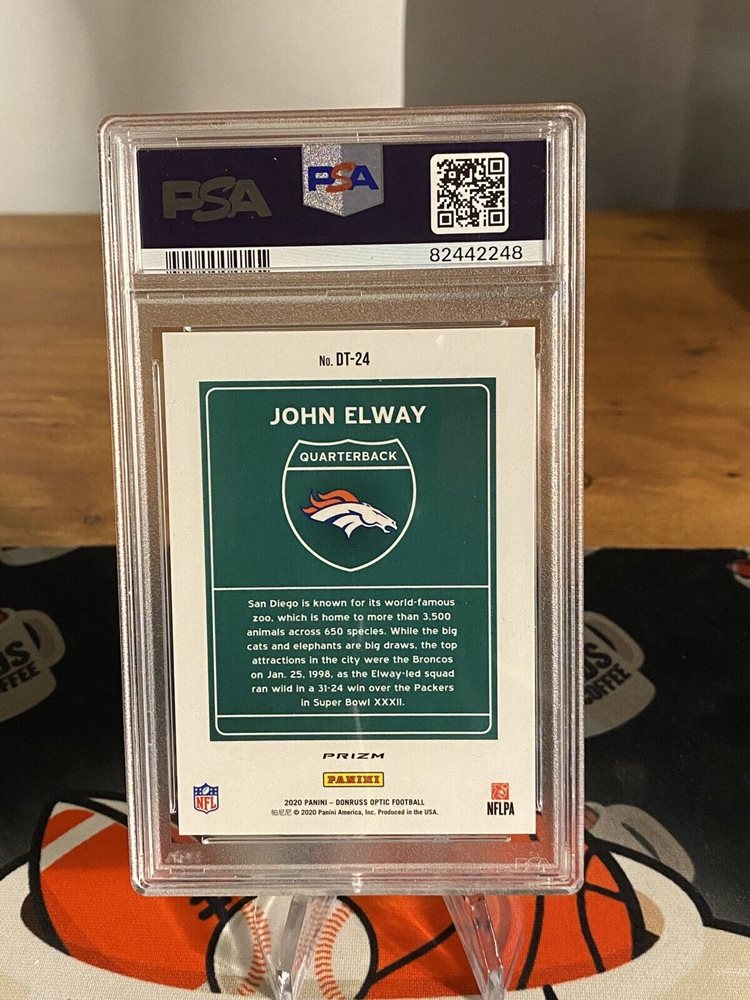 PSA
PSA
82442248
No. DT-24
JOHN ELWAY
QUARTERBACK
San Diego is known for its world-famous
zoo, which is home to more than 3,500
animals across 650 species. While the big
cats and elephants are big draws, the top
attractions in the city were the Broncos
on Jan. 25, 1998, as the Elway-led squad
ran wild in a 31-24 win over the Packers
in Super Bowl XXXII.
PRIZM
PANINI
NFL
NFLPA
2020 PANINI – DONRUSS OPTIC FOOTBALL
帕尼尼 © 2020 Panini America, Inc. Produced in the USA.
PSA